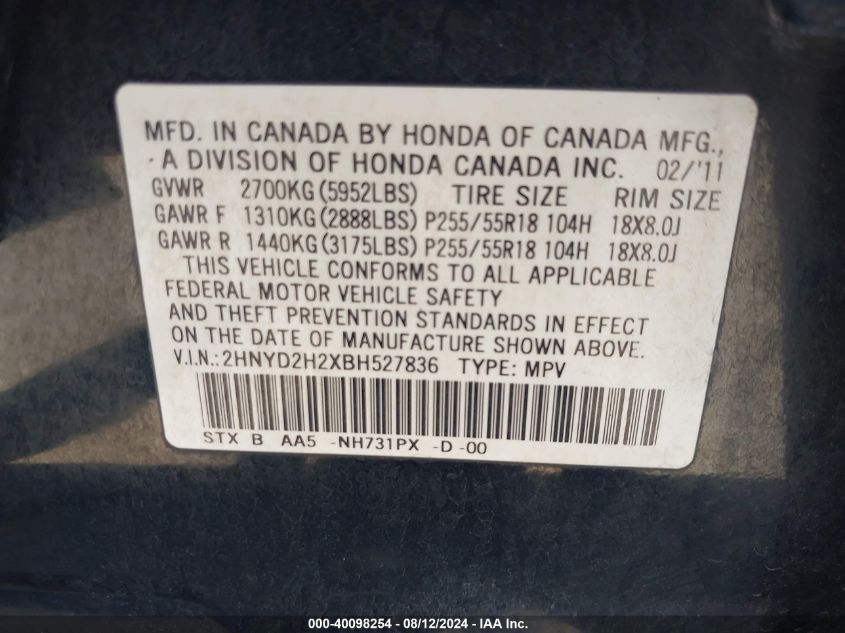 MFD. IN CANADA BY HONDA OF CANADA MFG.,
A DIVISION OF HONDA CANADA INC. 02/'11
GVWR 2700KG (5952LBS) TIRE SIZE RIM SIZE
GAWR F 1310KG (2888LBS) P255/55R18 104H 18X8.0J
GAWR R 1440KG (3175LBS) P255/55R18 104H 18X8.0J
THIS VEHICLE CONFORMS TO ALL APPLICABLE
FEDERAL MOTOR VEHICLE SAFETY
AND THEFT PREVENTION STANDARDS IN EFFECT
ON THE DATE OF MANUFACTURE SHOWN ABOVE.
V.I.N.: 2HNYD2H2XBH527836 TYPE: MPV
STX B AA5 -NH731PX -D -00
000-40098254 - 08/12/2024 - IAA Inc.